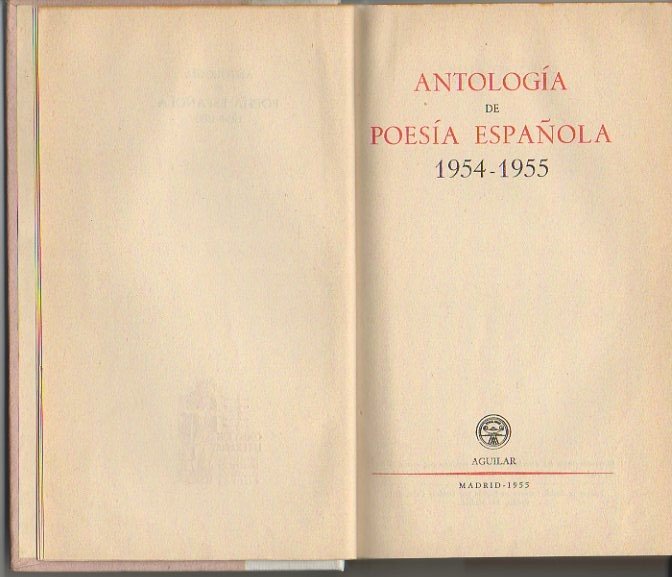 ANTOLOGÍA
DE
POESÍA ESPAÑOLA
1954-1955
AGUILAR
MADRID-1955